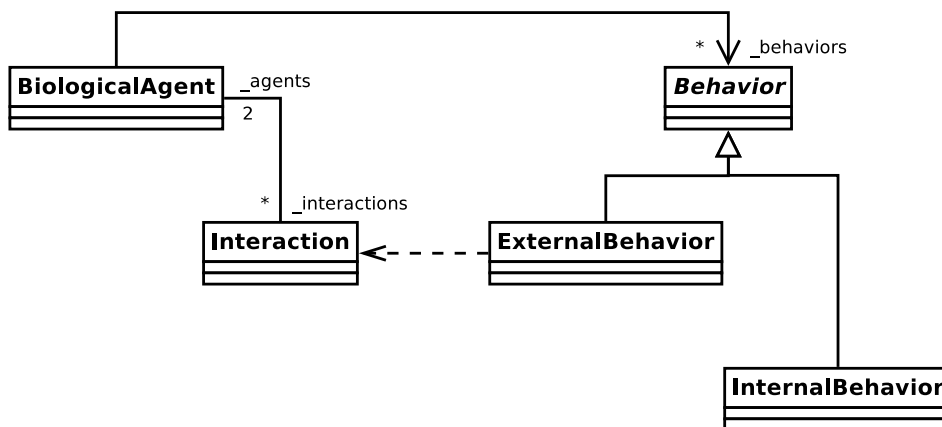 * _behaviors
BiologicalAgent
_agents
Behavior
2
* _interactions
Interaction
ExternalBehavior
InternalBehavior